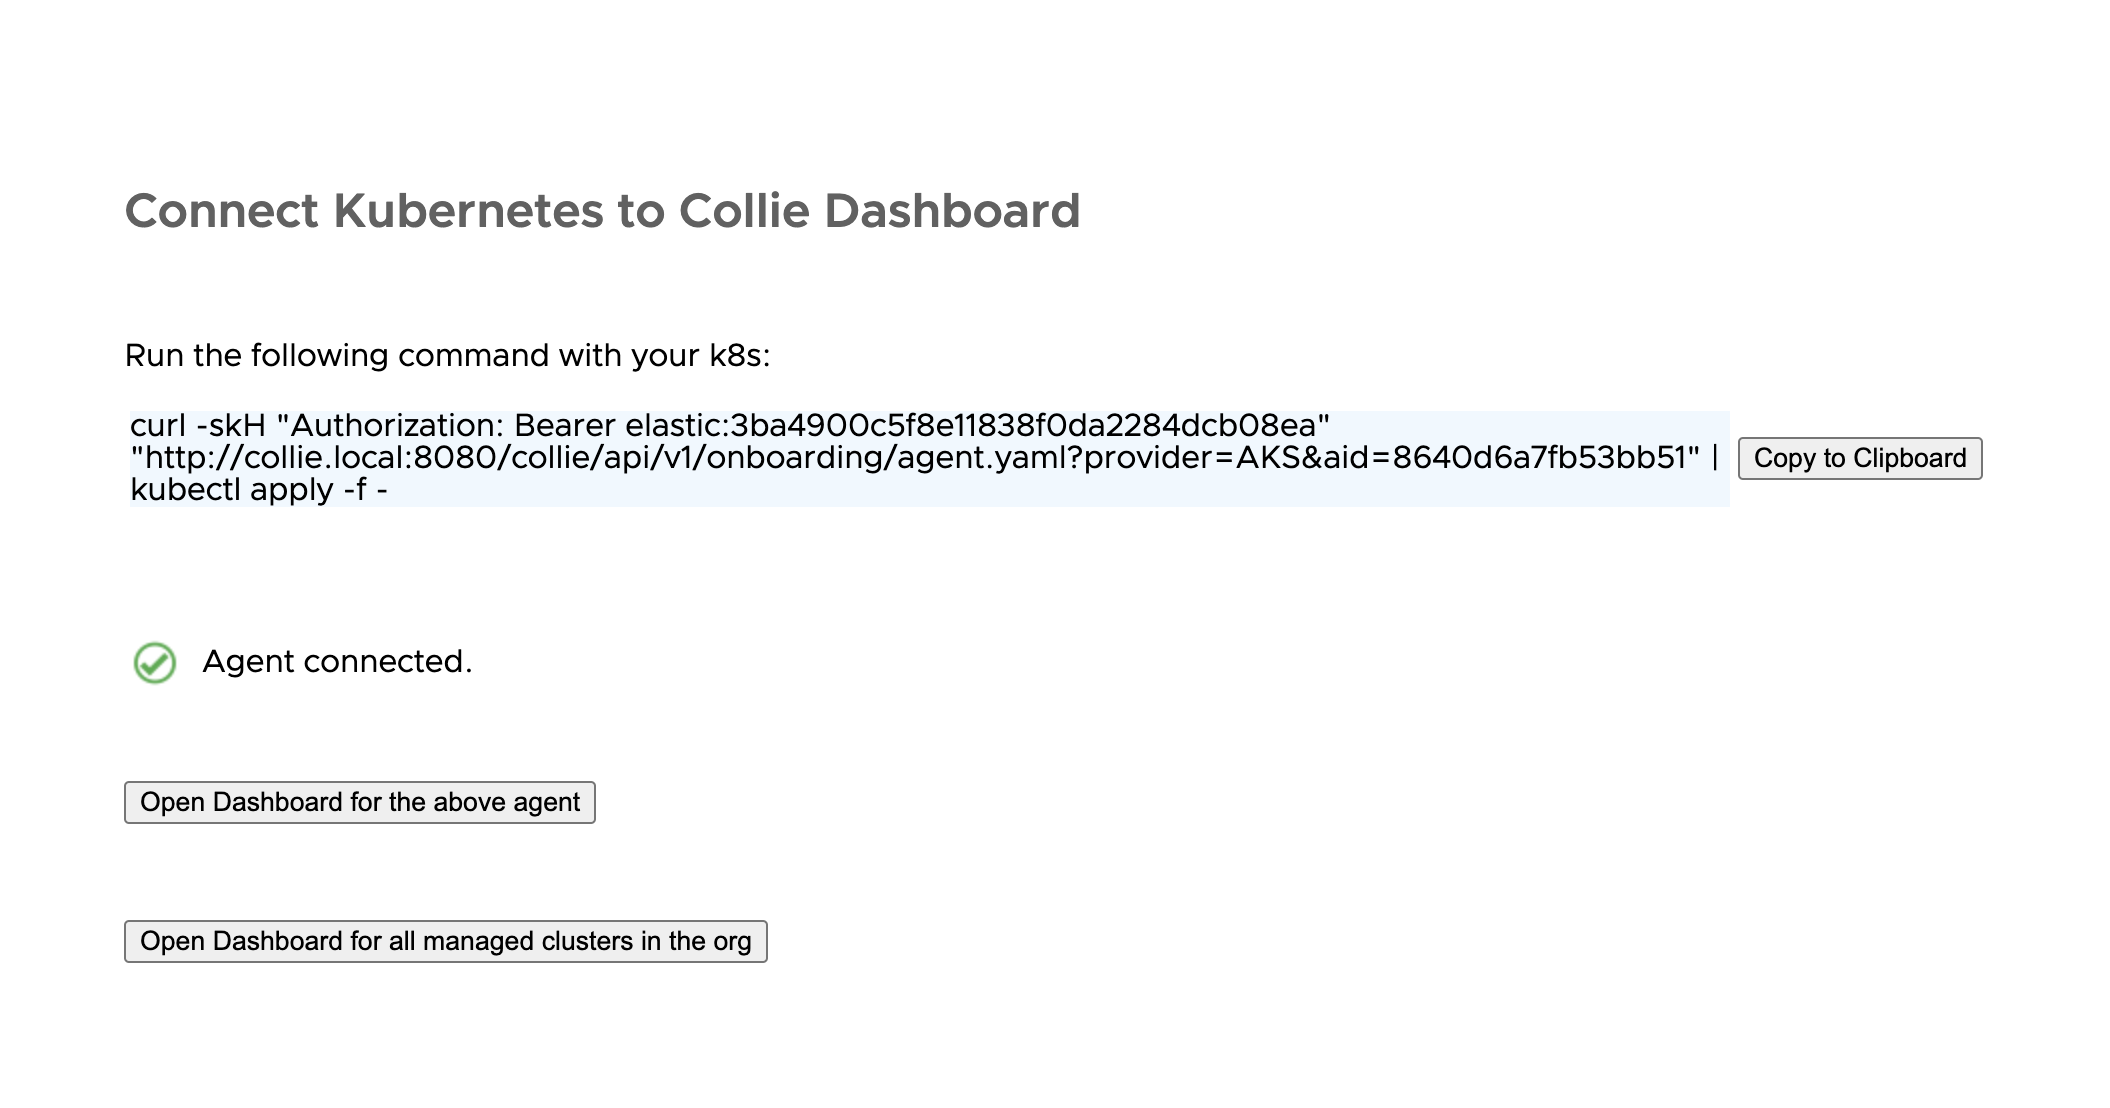 Connect Kubernetes to Collie Dashboard
Run the following command with your k8s:
curl -skH "Authorization: Bearer elastic:3ba4900c5f8e11838f0da2284dcb08ea"
"http://collie.local:8080/collie/api/v1/onboarding/agent.yaml?provider=AKS&aid=8640d6a7fb53bb51" |
kubectl apply -f -
Copy to Clipboard
Agent connected.
Open Dashboard for the above agent
Open Dashboard for all managed clusters in the org